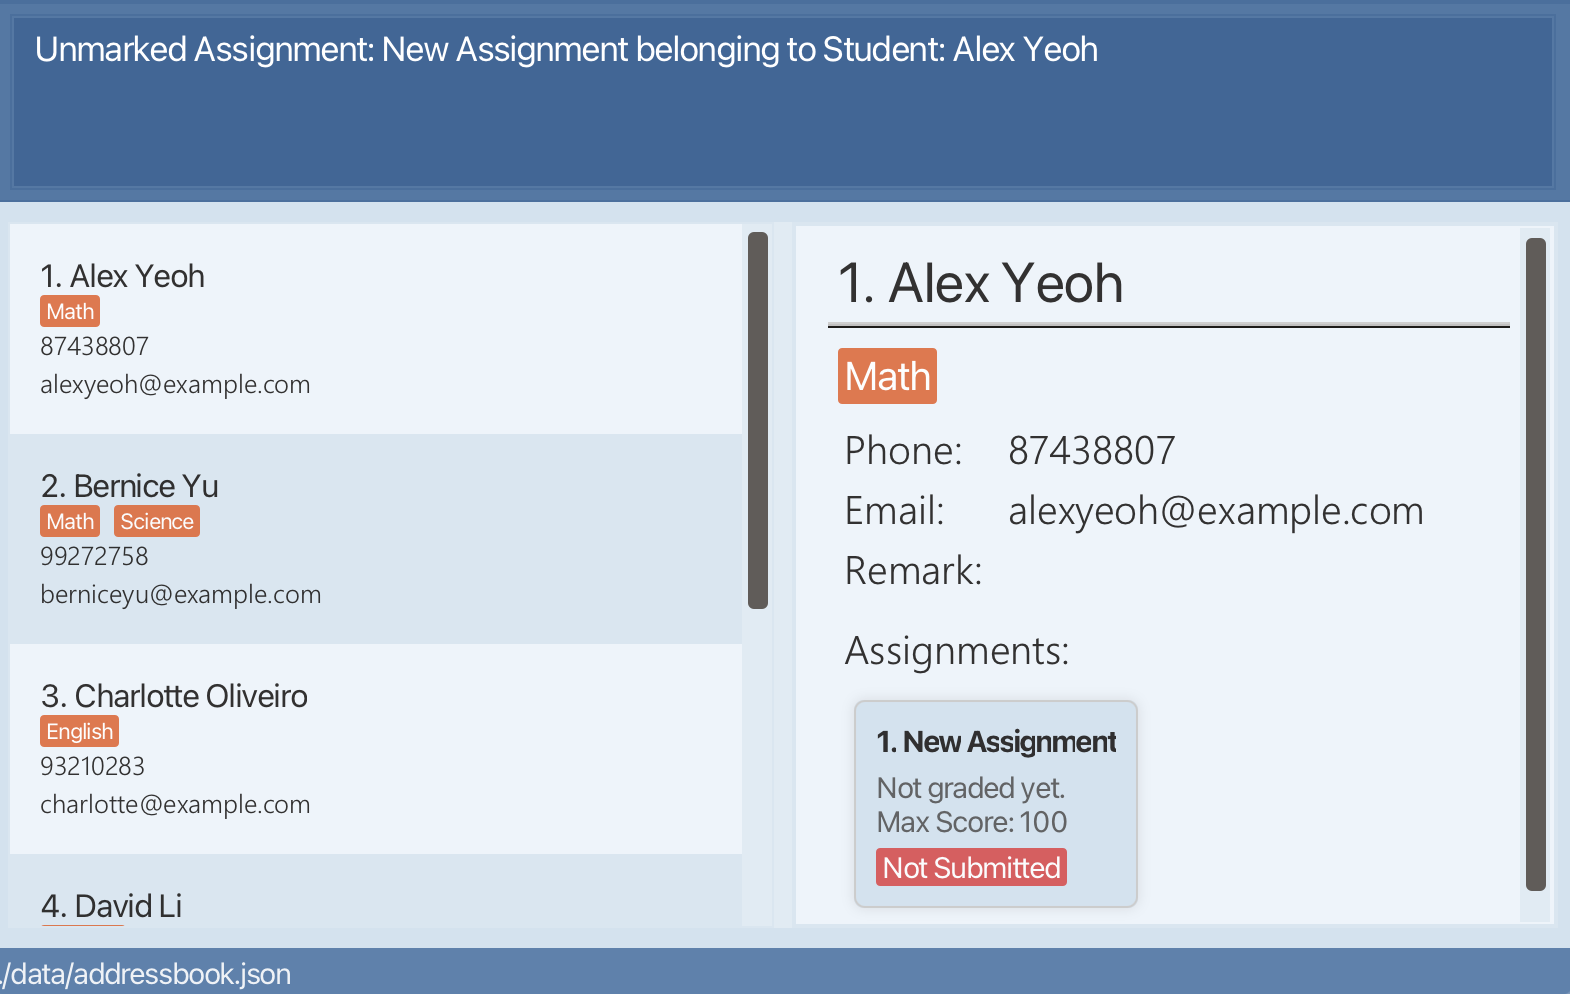 Unmarked Assignment: New Assignment belonging to Student: Alex Yeoh
1. Alex Yeoh
Math
87438807
alexyeoh@example.com
2. Bernice Yu
Math Science
99272758
berniceyu@example.com
3. Charlotte Oliveiro
English
93210283
charlotte@example.com
4. David Li
1. Alex Yeoh
Math
Phone: 87438807
Email: alexyeoh@example.com
Remark:
Assignments:
1. New Assignment
Not graded yet.
Max Score: 100
Not Submitted
./data/addressbook.json